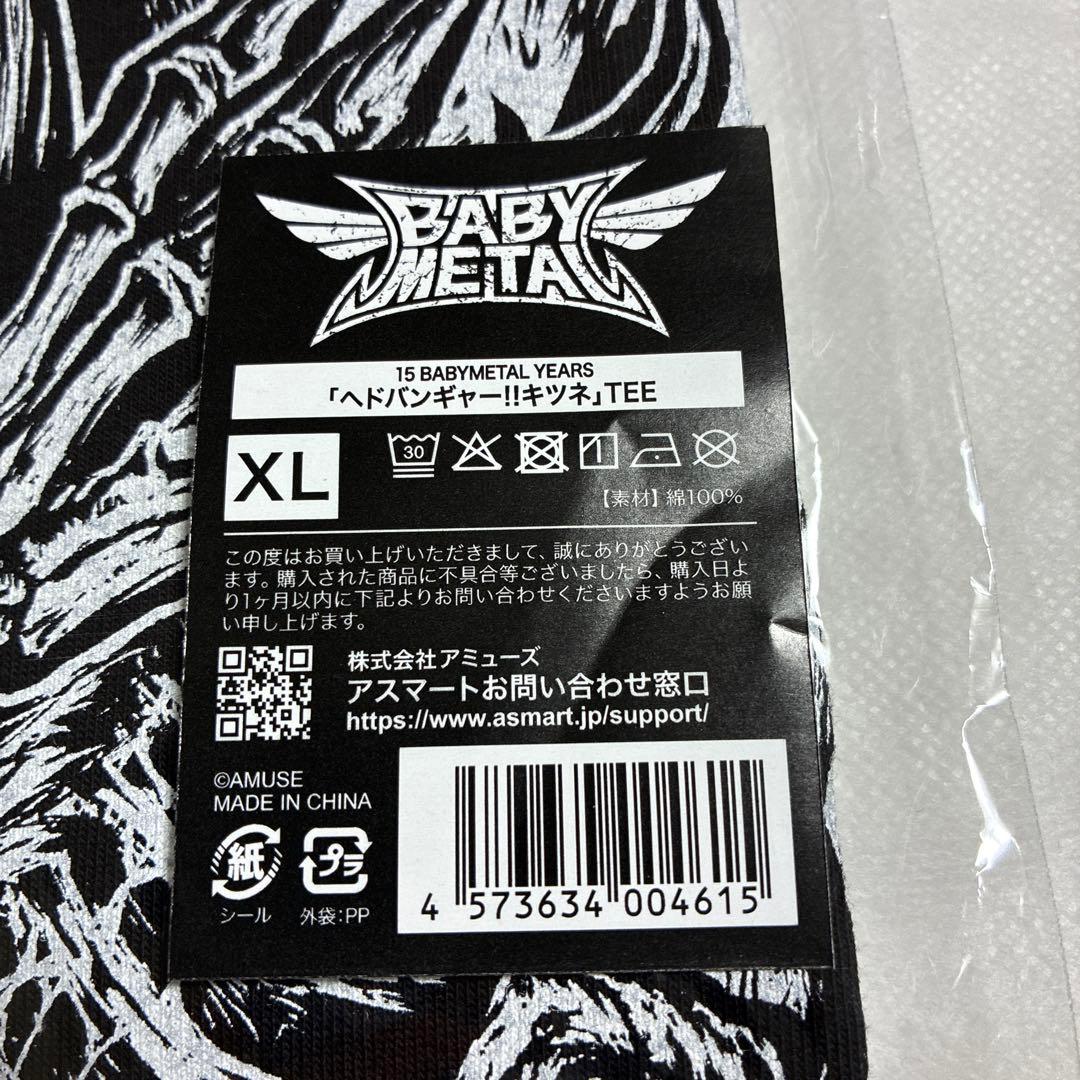 BABY
METAL
15 BABYMETAL YEARS
「ヘドバンギャー!!キツネ」TEE
XL
30
【素材】綿100%
この度はお買い上げいただきまして、誠にありがとうござい
ます。購入された商品に不具合等ございましたら、購入日よ
り1ヶ月以内に下記よりお問い合わせくださいますようお願
い申し上げます。
株式会社アミューズ
アスマートお問い合わせ窓口
https://www.asmart.jp/support/
©AMUSE
MADE IN CHINA
紙
プラ
シール
外袋:PP
4 573634 004615